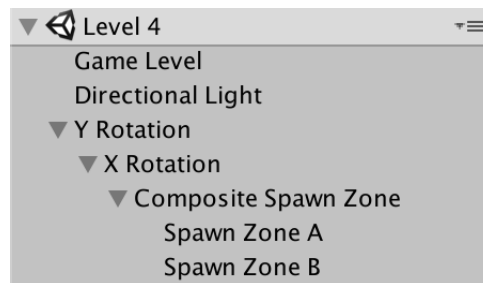 Level 4
Game Level
Directional Light
Y Rotation
X Rotation
Composite Spawn Zone
Spawn Zone A
Spawn Zone B